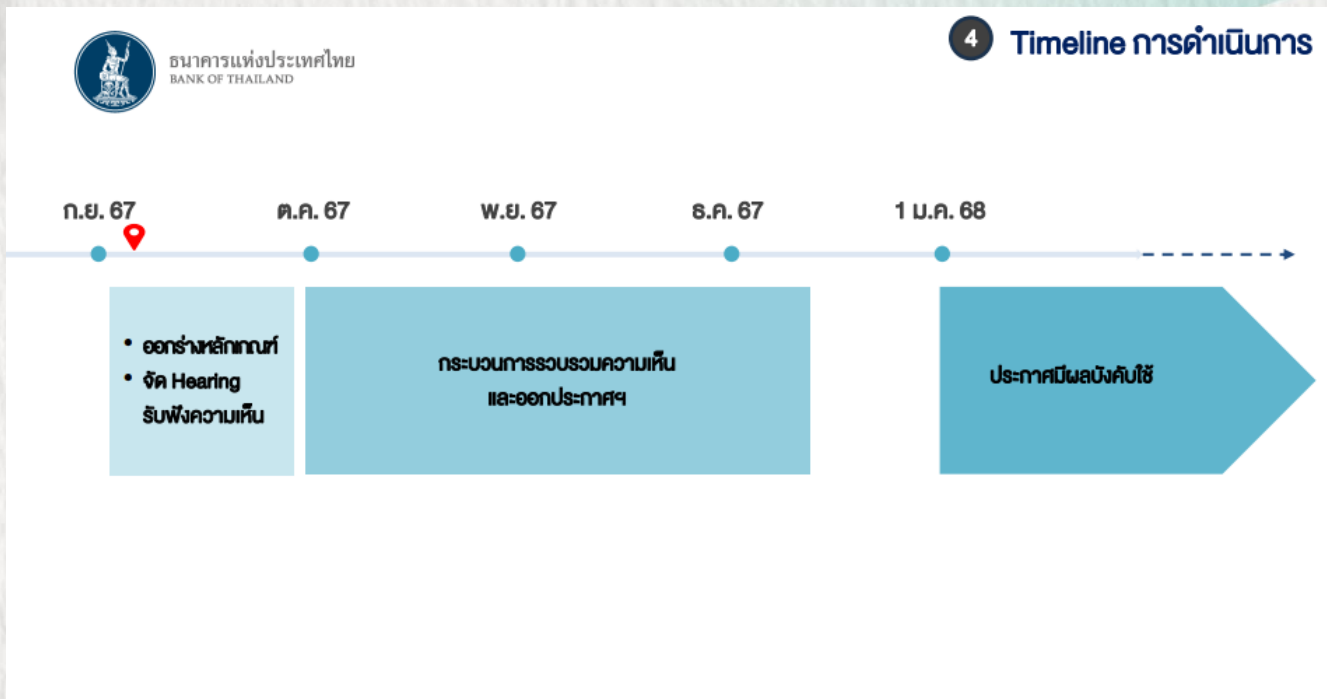 ธนาคารแห่งประเทศไทย
BANK OF THAILAND
4 Timeline การดำเนินการ
ก.ย. 67 ต.ค. 67 พ.ย. 67 ธ.ค. 67 1 ม.ค. 68
• ออกร่างหลักเกณฑ์
• จัด Hearing
รับฟังความเห็น
กระบวนการรวบรวมความเห็น
และออกประกาศฯ
ประกาศมีผลบังคับใช้